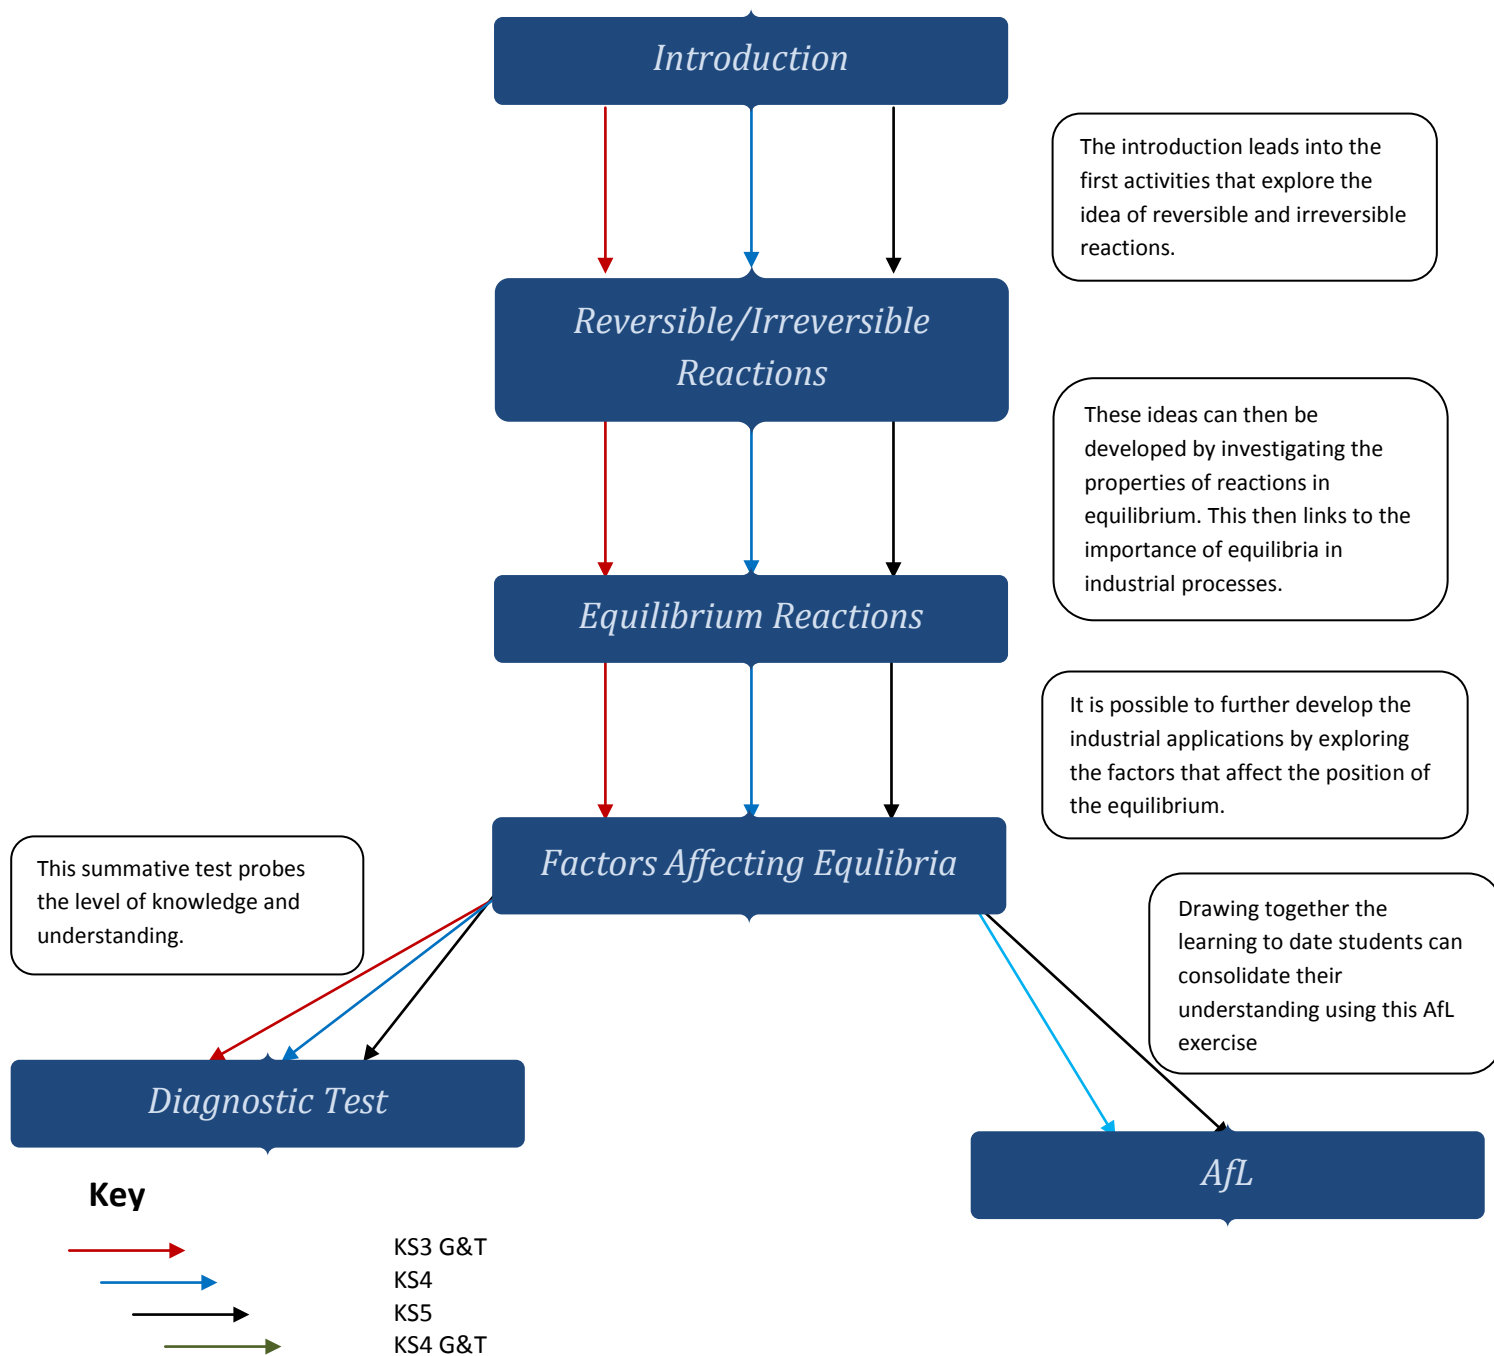 Introduction
The introduction leads into the
first activities that explore the
idea of reversible and irreversible
reactions.
Reversible/Irreversible
Reactions
These ideas can then be
developed by investigating the
properties of reactions in
equilibrium. This then links to the
importance of equilibria in
industrial processes.
Equilibrium Reactions
It is possible to further develop the
industrial applications by exploring
the factors that affect the position of
the equilibrium.
Factors Affecting Equlibria
This summative test probes
the level of knowledge and
understanding.
Drawing together the
learning to date students can
consolidate their
understanding using this AfL
exercise
Diagnostic Test
AfL
Key
KS3 G&T
KS4
KS5
KS4 G&T